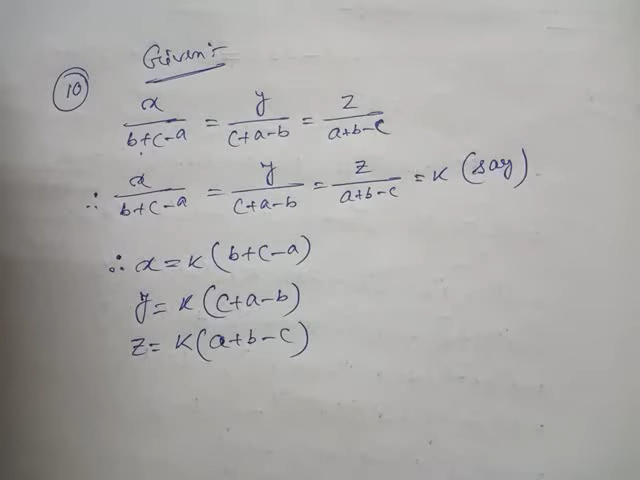 Given:-
10
x/(b+c-a) = y/(c+a-b) = z/(a+b-c)
∴ x/(b+c-a) = y/(c+a-b) = z/(a+b-c) = K (say)
∴ x = K(b+c-a)
y = K(c+a-b)
z = K(a+b-c)